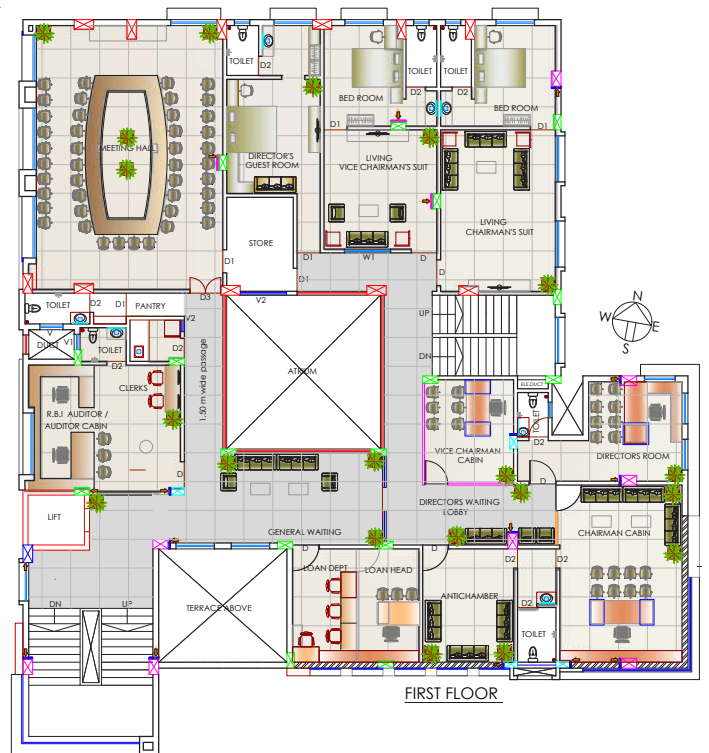 TOILET
D2
TOILET
TOILET
D2
D2
BED ROOM
BED ROOM
D1
D1
MEETING HALL
DIRECTOR'S
GUEST ROOM
LIVING
VICE CHAIRMAN'S SUIT
LIVING
CHAIRMAN'S SUIT
STORE
D1
D1
W1
D
D
D1
D3
V2
TOILET
D2
D1
PANTRY
V2
UP
DN
N
W
E
S
V
V1
DUCT
TOILET
D2
D2
ATRIUM
1.50 m wide passage
CLERKS
R.B.I AUDITOR /
AUDITOR CABIN
D
ELE.DUCT
TOILET
D2
VICE CHAIRMAN
CABIN
D
D
DIRECTORS ROOM
LIFT
DIRECTORS WAITING
LOBBY
GENERAL WAITING
CHAIRMAN CABIN
D
D
D2
D2
LOAN DEPT
LOAN HEAD
ANTICHAMBER
D2
TOILET
DN
UP
TERRACE ABOVE
FIRST FLOOR